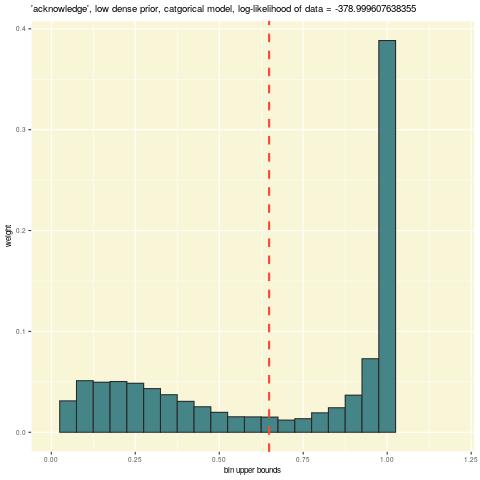 'acknowledge', low dense prior, catgorical model, log-likelihood of data = -378.999607638355
0.4
0.3
weight
0.2
0.1
0.0
0.00 0.25 0.50 0.75 1.00 1.25
bin upper bounds